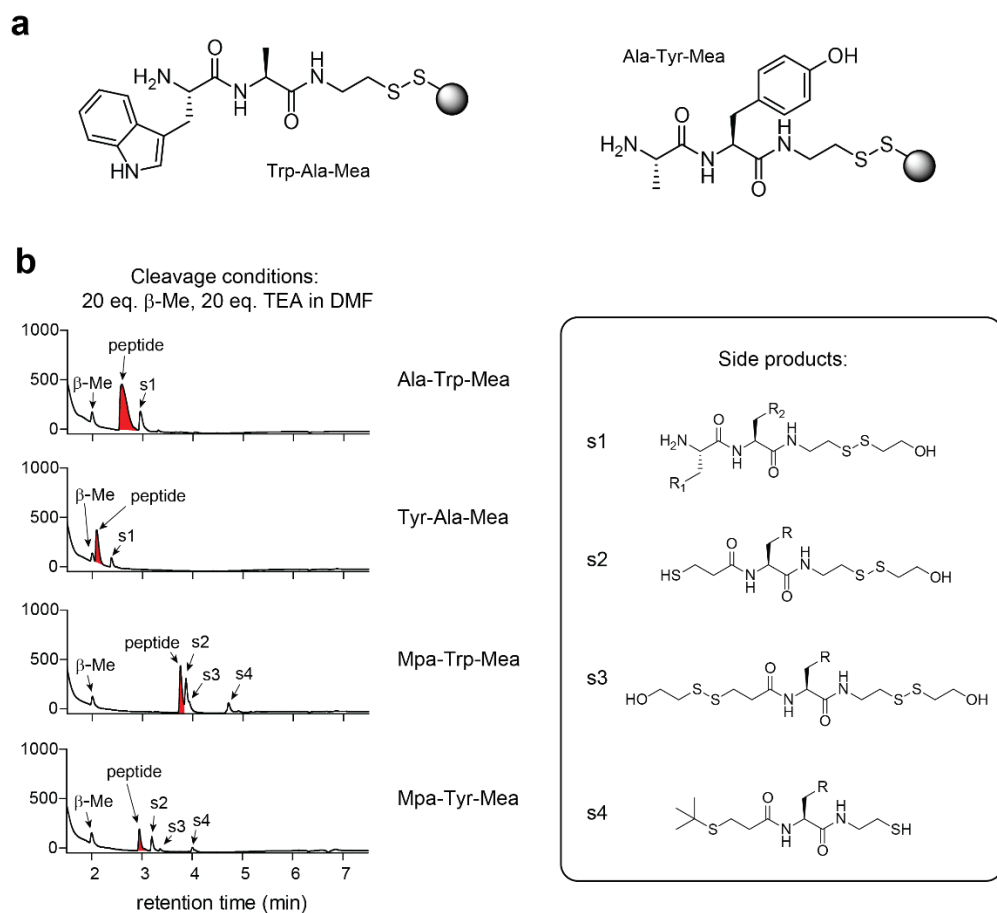 a
H2N
O
N
H
O
H
N
S
S
HN
Trp-Ala-Mea
Ala-Tyr-Mea
OH
H2N
O
N
H
O
H
N
S
S
b
Cleavage conditions:
20 eq. β-Me, 20 eq. TEA in DMF
1000
500
0
peptide
β-Me
s1
Ala-Trp-Mea
1000
500
0
β-Me
peptide
s1
Tyr-Ala-Mea
1000
500
0
β-Me
peptide
s2
s3
s4
Mpa-Trp-Mea
1000
500
0
β-Me
peptide
s2
s3
s4
Mpa-Tyr-Mea
2 3 4 5 6 7
retention time (min)
Side products:
s1
H2N
R1
O
N
H
R2
O
H
N
S
S
OH
s2
HS
O
N
H
R
O
H
N
S
S
OH
s3
HO
S
S
O
N
H
R
O
H
N
S
S
OH
s4
S
O
N
H
R
O
H
N
SH